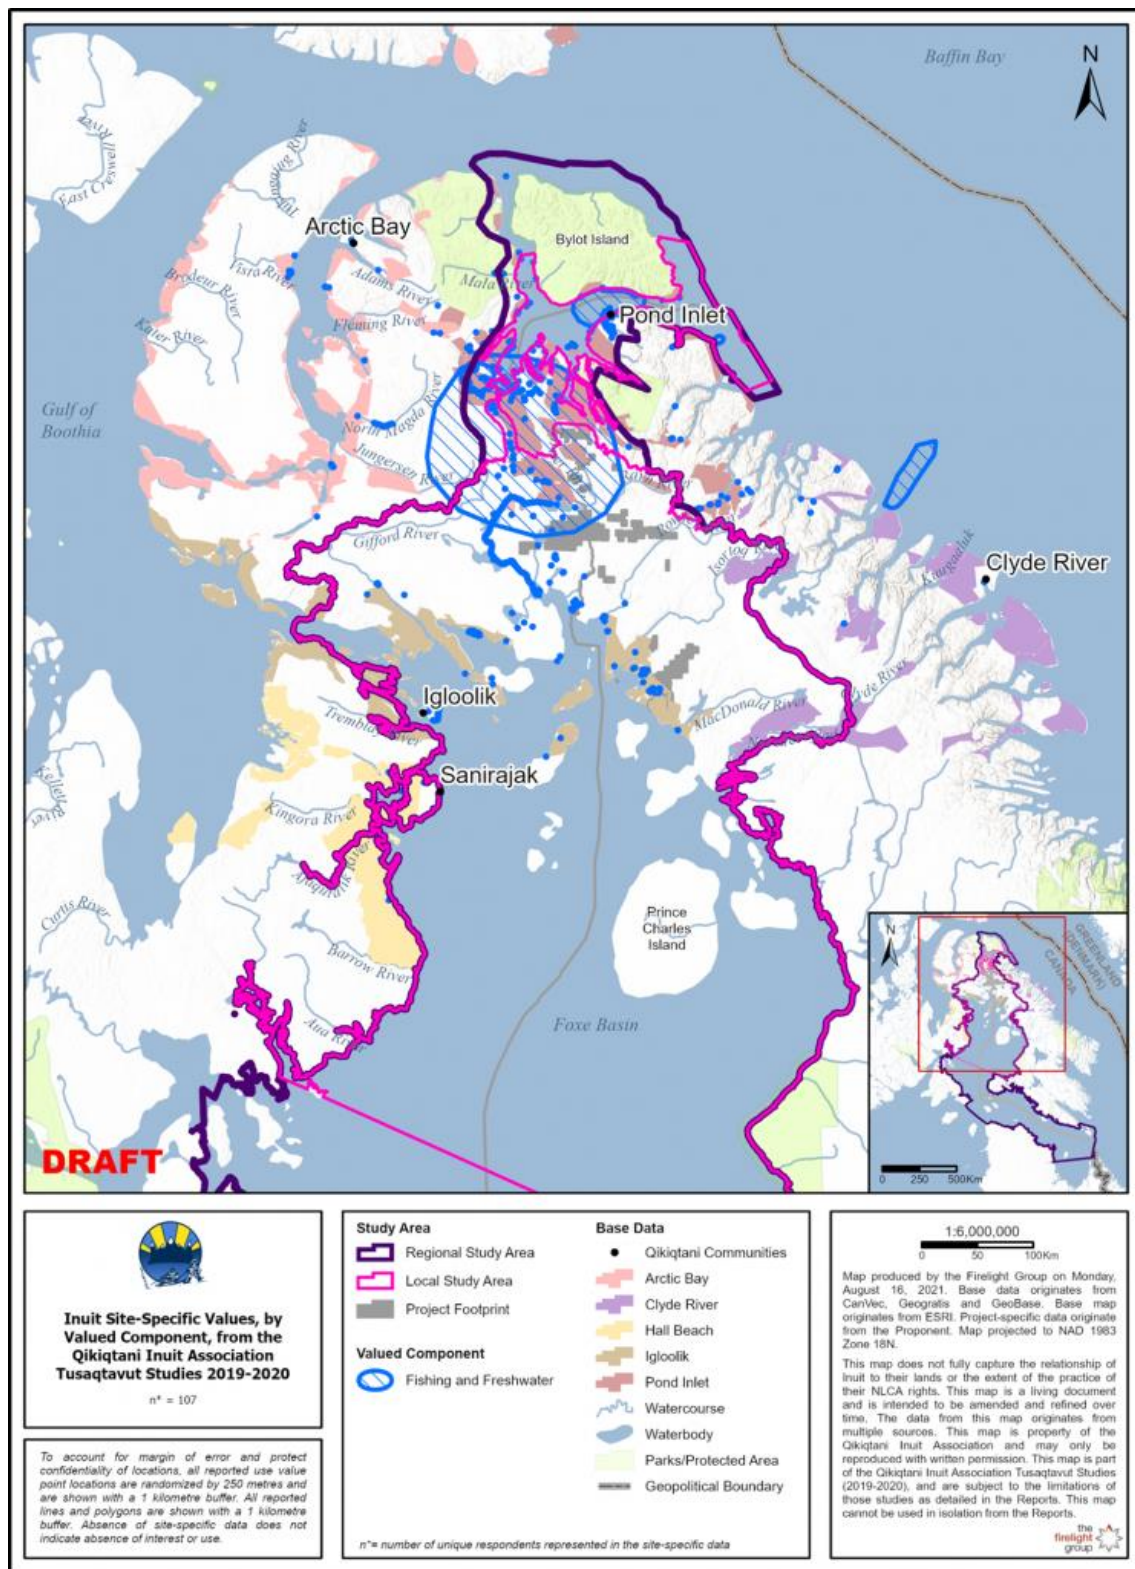 Baffin Bay
N
East Creswell River
Arctic Bay
Bylot Island
Adams River
Mala River
Brodeur River
Fleming River
Pond Inlet
Kater River
Gulf of
Boothia
North Magda River
Jungersen River
Gifford River
Clyde River
Clyde River
Igloolik
Tremblay River
MacDonald River
Sanirajak
Kingora River
Kellett River
Ajaqutalik River
Curtis River
Barrow River
Prince
Charles
Island
Foxe Basin
Aua River
DRAFT
N
GREENLAND
(DENMARK)
CANADA
0 250 500Km
Inuit Site-Specific Values, by
Valued Component, from the
Qikiqtani Inuit Association
Tusaqtavut Studies 2019-2020
n* = 107
To account for margin of error and protect
confidentiality of locations, all reported use value
point locations are randomized by 250 metres and
are shown with a 1 kilometre buffer. All reported
lines and polygons are shown with a 1 kilometre
buffer. Absence of site-specific data does not
indicate absence of interest or use.
Study Area
Regional Study Area
Local Study Area
Project Footprint
Valued Component
Fishing and Freshwater
Base Data
Qikiqtani Communities
Arctic Bay
Clyde River
Hall Beach
Igloolik
Pond Inlet
Watercourse
Waterbody
Parks/Protected Area
Geopolitical Boundary
n*= number of unique respondents represented in the site-specific data
1:6,000,000
0 50 100Km
Map produced by the Firelight Group on Monday,
August 16, 2021. Base data originates from
CanVec, Geogratis and GeoBase. Base map
originates from ESRI. Project-specific data originate
from the Proponent. Map projected to NAD 1983
Zone 18N.
This map does not fully capture the relationship of
Inuit to their lands or the extent of the practice of
their NLCA rights. This map is a living document
and is intended to be amended and refined over
time. The data from this map originates from
multiple sources. This map is property of the
Qikiqtani Inuit Association and may only be
reproduced with written permission. This map is part
of the Qikiqtani Inuit Association Tusaqtavut Studies
(2019-2020), and are subject to the limitations of
those studies as detailed in the Reports. This map
cannot be used in isolation from the Reports.
the
firelight
group